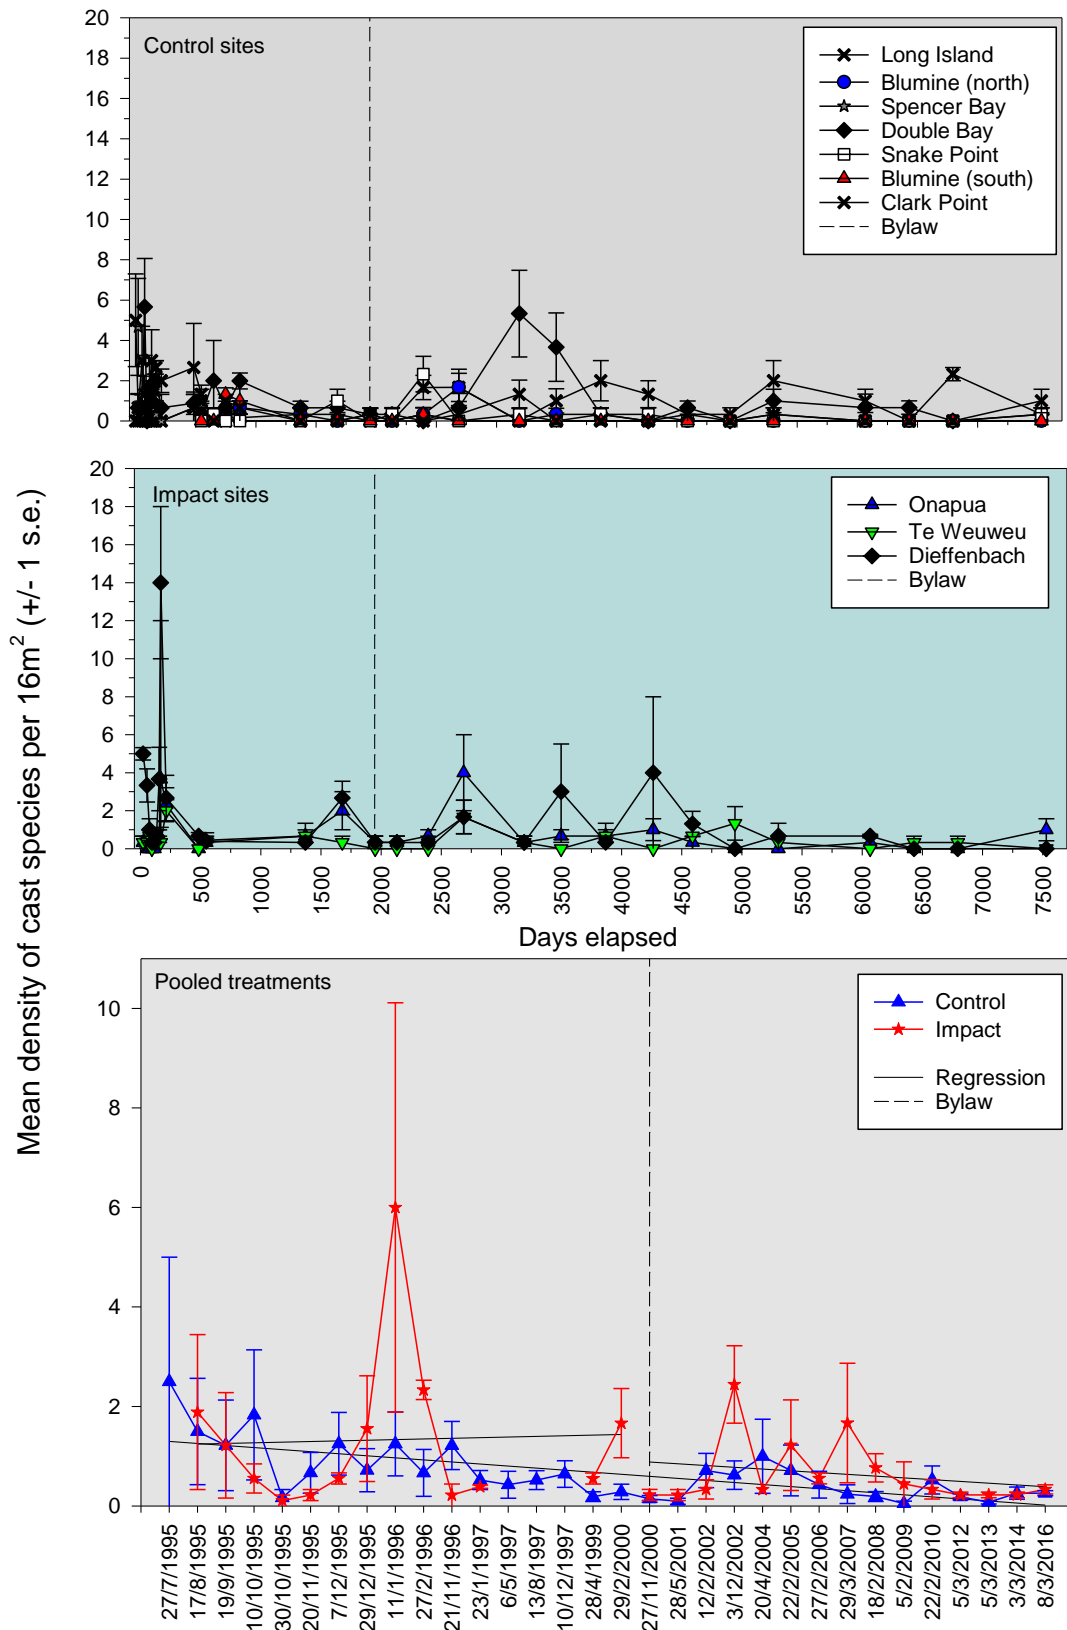 Mean density of cast species per 16m² (+/- 1 s.e.)
Control sites
20
18
16
14
12
10
8
6
4
2
0
Long Island
Blumine (north)
Spencer Bay
Double Bay
Snake Point
Blumine (south)
Clark Point
Bylaw
Impact sites
20
18
16
14
12
10
8
6
4
2
0
Onapua
Te Weuweu
Dieffenbach
Bylaw
0 500 1000 1500 2000 2500 3000 3500 4000 4500 5000 5500 6000 6500 7000 7500
Days elapsed
Pooled treatments
10
8
6
4
2
0
Control
Impact
Regression
Bylaw
27/7/1995
17/8/1995
19/9/1995
10/10/1995
30/10/1995
20/11/1995
7/12/1995
29/12/1995
11/1/1996
27/2/1996
21/11/1996
23/1/1997
6/5/1997
13/8/1997
10/12/1997
28/4/1999
29/2/2000
27/11/2000
28/5/2001
12/2/2002
3/12/2002
20/4/2004
22/2/2005
27/2/2006
29/3/2007
18/2/2008
5/2/2009
22/2/2010
5/3/2012
5/3/2013
3/3/2014
8/3/2016